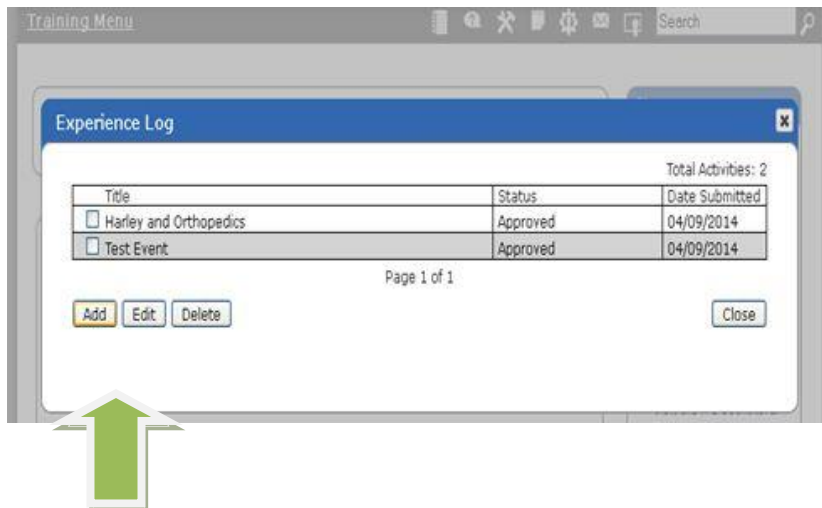 Training Menu Search
Experience Log
Total Activities: 2
Title Status Date Submitted
Harley and Orthopedics Approved 04/09/2014
Test Event Approved 04/09/2014
Page 1 of 1
Add Edit Delete Close